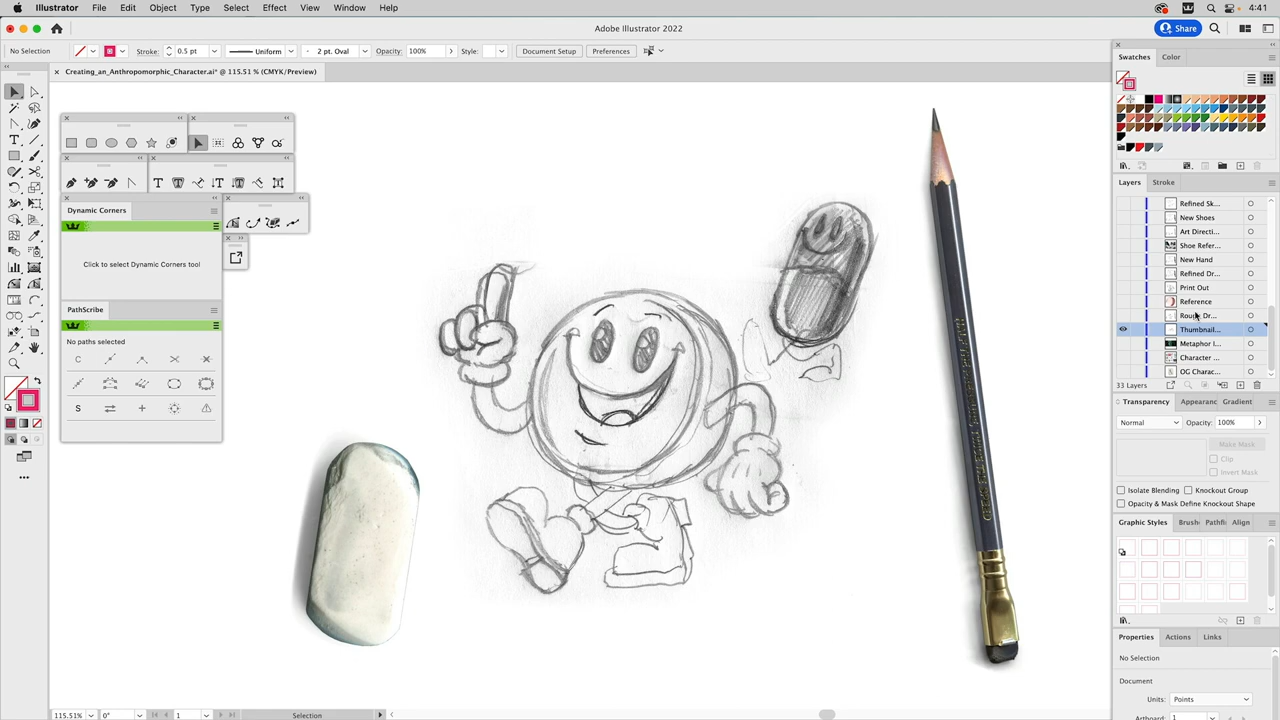 Illustrator File Edit Object Type Select Effect View Window Help 4:41
Adobe Illustrator 2022
Share
No Selection Stroke: 0.5 pt Uniform 2 pt. Oval Opacity: 100% Style: Document Setup Preferences
Creating_an_Anthropomorphic_Character.ai* @ 115.51 % (CMYK/Preview)
Dynamic Corners
Click to select Dynamic Corners tool
PathScribe
No paths selected
Swatches Color
Layers Stroke
Refined Sk...
New Shoes
Art Directi...
Shoe Refer...
New Hand
Refined Dr...
Print Out
Reference
Thumbnail...
Metaphor I...
Character ...
OG Charac...
33 Layers
Transparency Appearanc Gradient
Normal Opacity: 100%
Make Mask
Clip
Invert Mask
Isolate Blending Knockout Group
Opacity & Mask Define Knockout Shape
Graphic Styles Brush Pathfi Align
Properties Actions Links
No Selection
Document
Units: Points
Artboard: 1
115.51% 0° 1 Selection